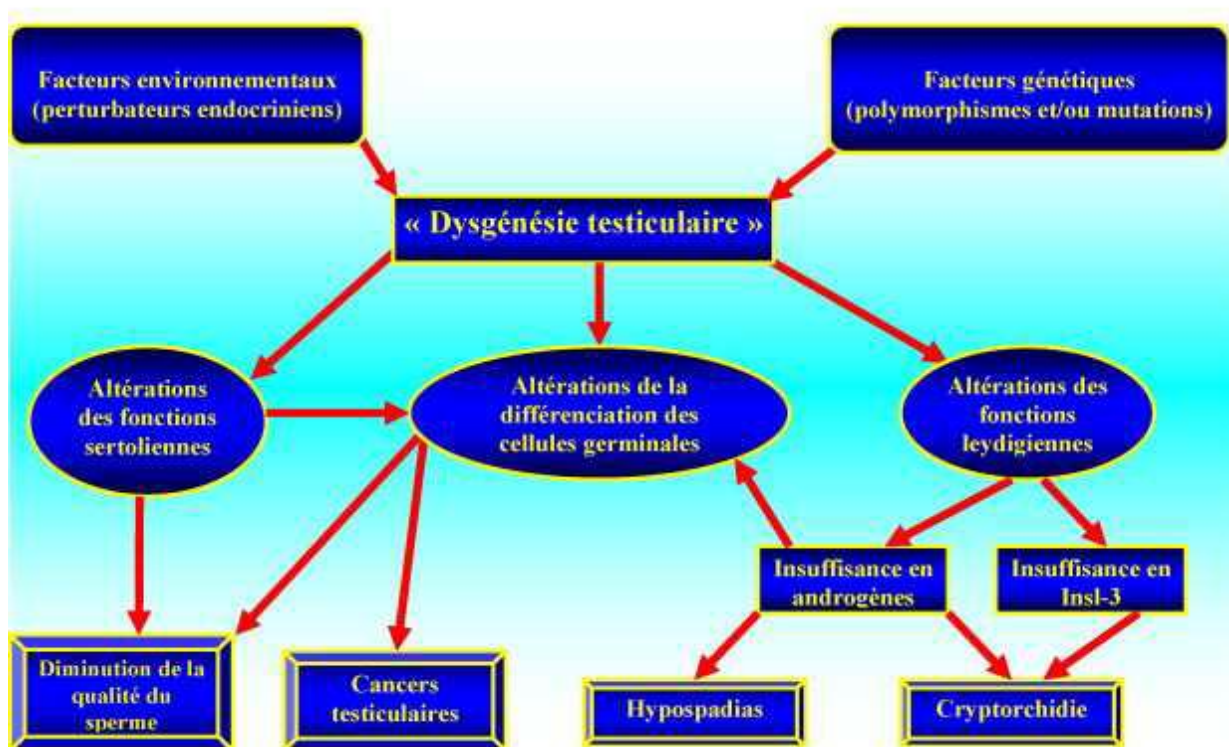 Facteurs environnementaux
(perturbateurs endocriniens)
Facteurs génétiques
(polymorphismes et/ou mutations)
« Dysgénésie testiculaire »
Altérations
des fonctions
sertoliennes
Altérations de la
différenciation des
cellules germinales
Altérations des
fonctions
leydigiennes
Insuffisance en
androgènes
Insuffisance en
Insl-3
Diminution de la
qualité du
sperme
Cancers
testiculaires
Hypospadias
Cryptorchidie